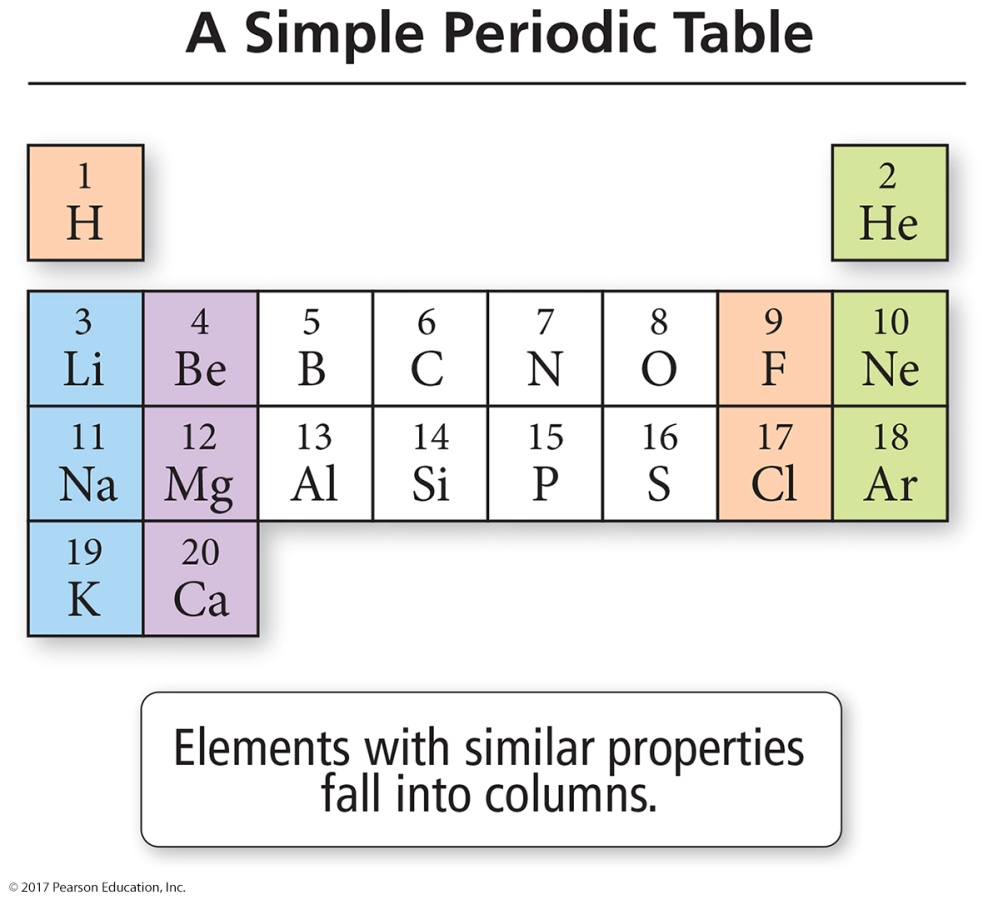 A Simple Periodic Table
1 2
H He
3 4 5 6 7 8 9 10
Li Be B C N O F Ne
11 12 13 14 15 16 17 18
Na Mg Al Si P S Cl Ar
19 20
K Ca
Elements with similar properties
fall into columns.
© 2017 Pearson Education, Inc.